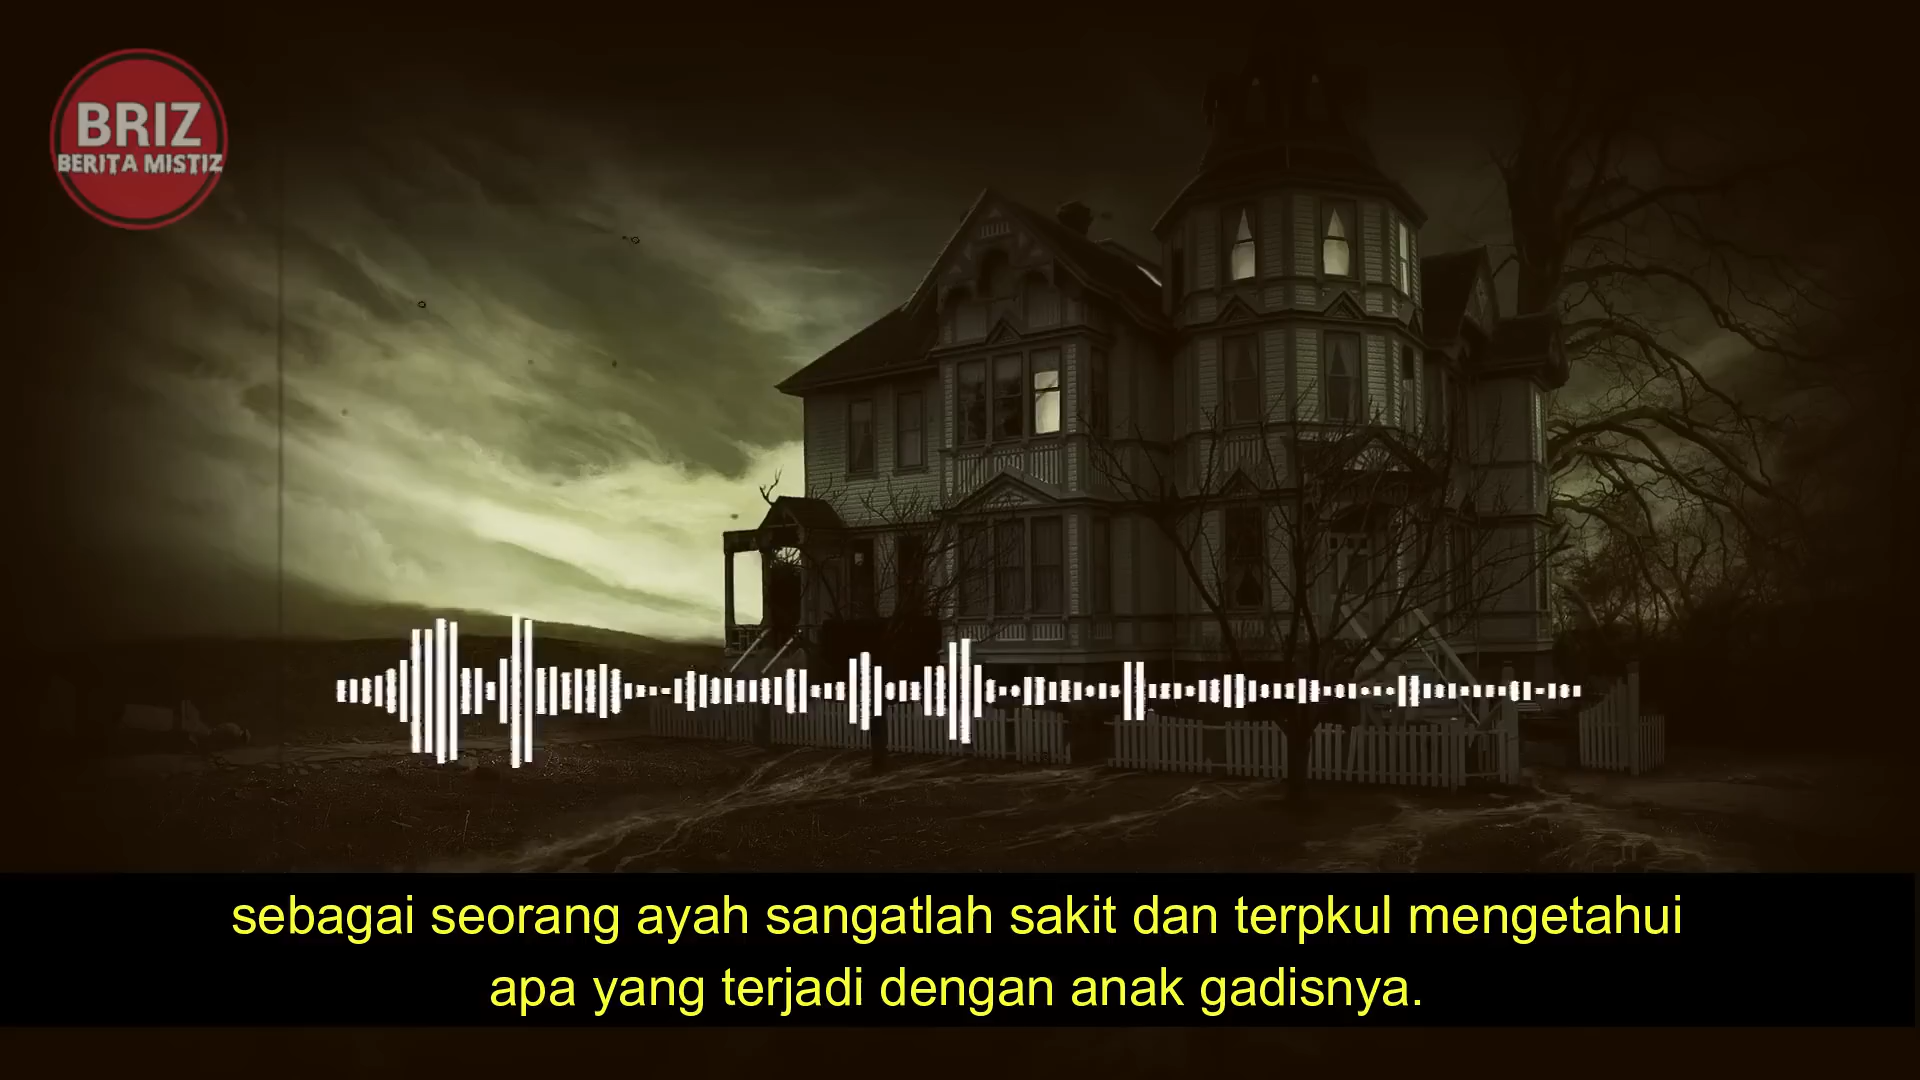 BRIZ
BERITA MISTIZ
sebagai seorang ayah sangatlah sakit dan terpkul mengetahui
apa yang terjadi dengan anak gadisnya.